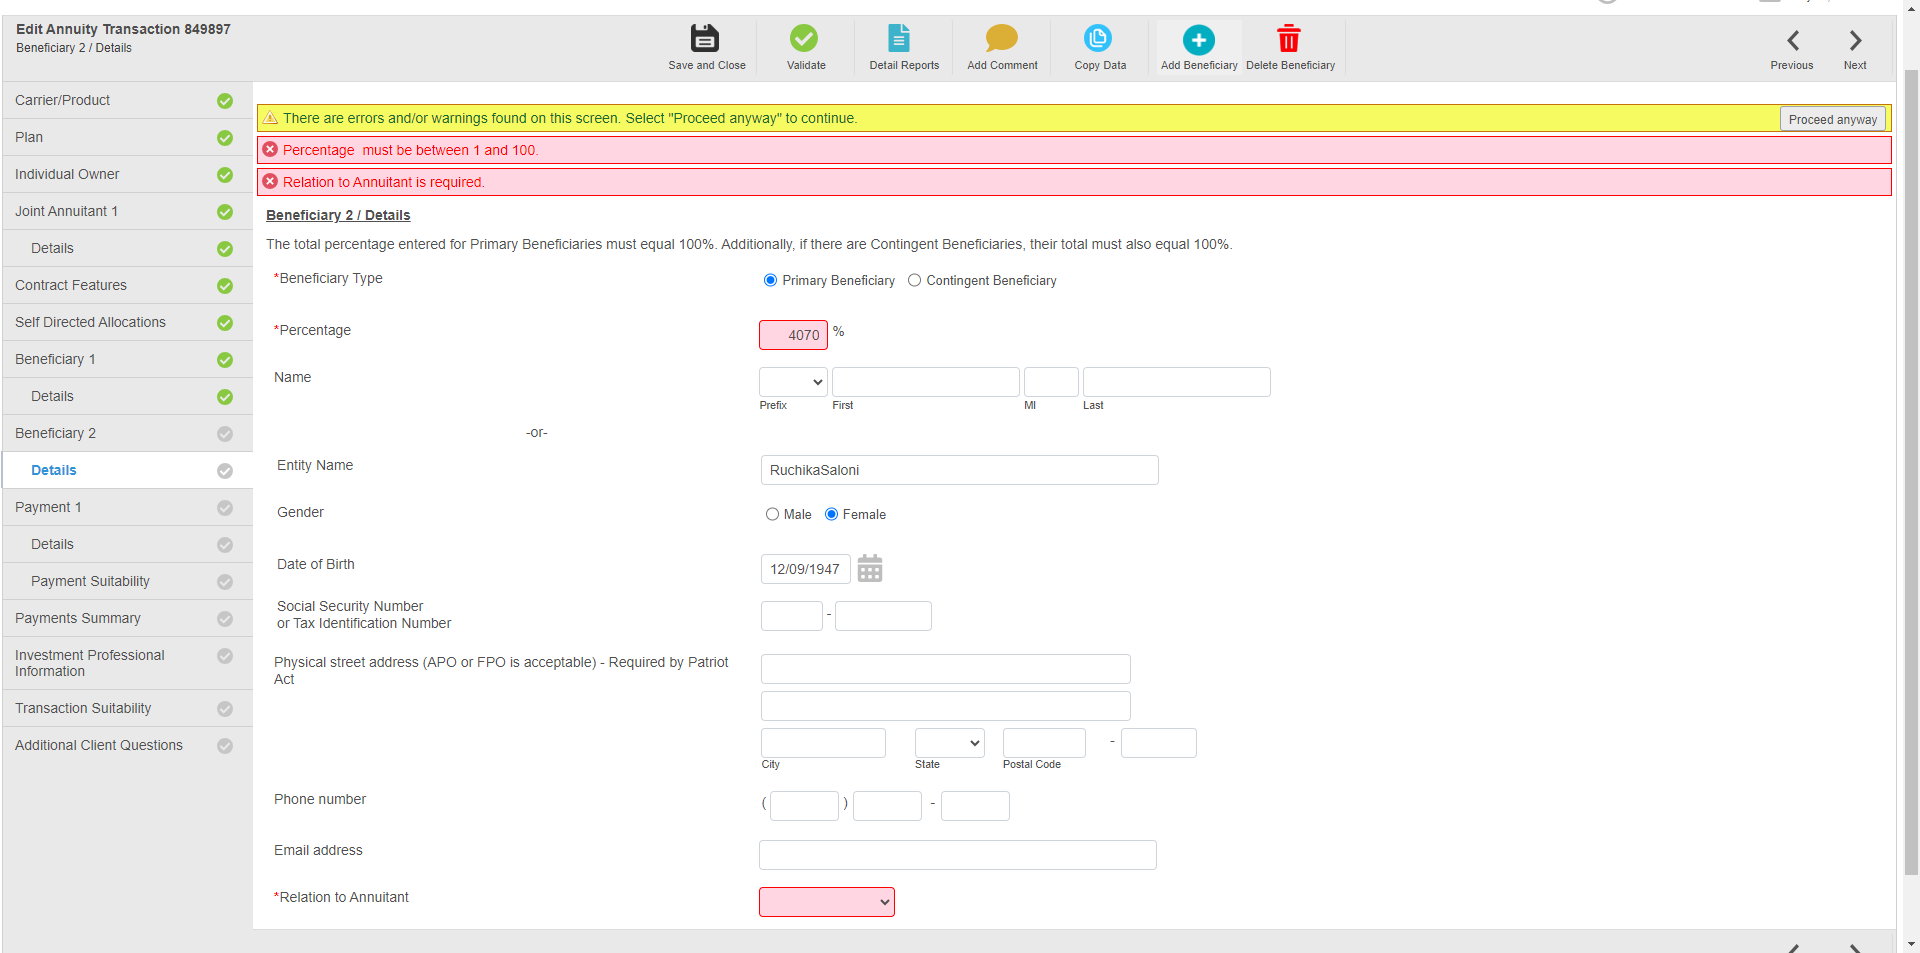 Edit Annuity Transaction 849897
Beneficiary 2 / Details
Save and Close
Validate
Detail Reports
Add Comment
Copy Data
Add Beneficiary
Delete Beneficiary
Previous
Next
Carrier/Product
Plan
Individual Owner
Joint Annuitant 1
Details
Contract Features
Self Directed Allocations
Beneficiary 1
Details
Beneficiary 2
Details
Payment 1
Details
Payment Suitability
Payments Summary
Investment Professional
Information
Transaction Suitability
Additional Client Questions
There are errors and/or warnings found on this screen. Select "Proceed anyway" to continue.
Proceed anyway
Percentage  must be between 1 and 100.
Relation to Annuitant is required.
Beneficiary 2 / Details
The total percentage entered for Primary Beneficiaries must equal 100%. Additionally, if there are Contingent Beneficiaries, their total must also equal 100%.
*Beneficiary Type
Primary Beneficiary
Contingent Beneficiary
*Percentage
4070 %
Name
Prefix
First
MI
Last
-or-
Entity Name
RuchikaSaloni
Gender
Male
Female
Date of Birth
12/09/1947
Social Security Number
or Tax Identification Number
-
Physical street address (APO or FPO is acceptable) - Required by Patriot
Act
-
City
State
Postal Code
Phone number
( ) -
Email address
*Relation to Annuitant